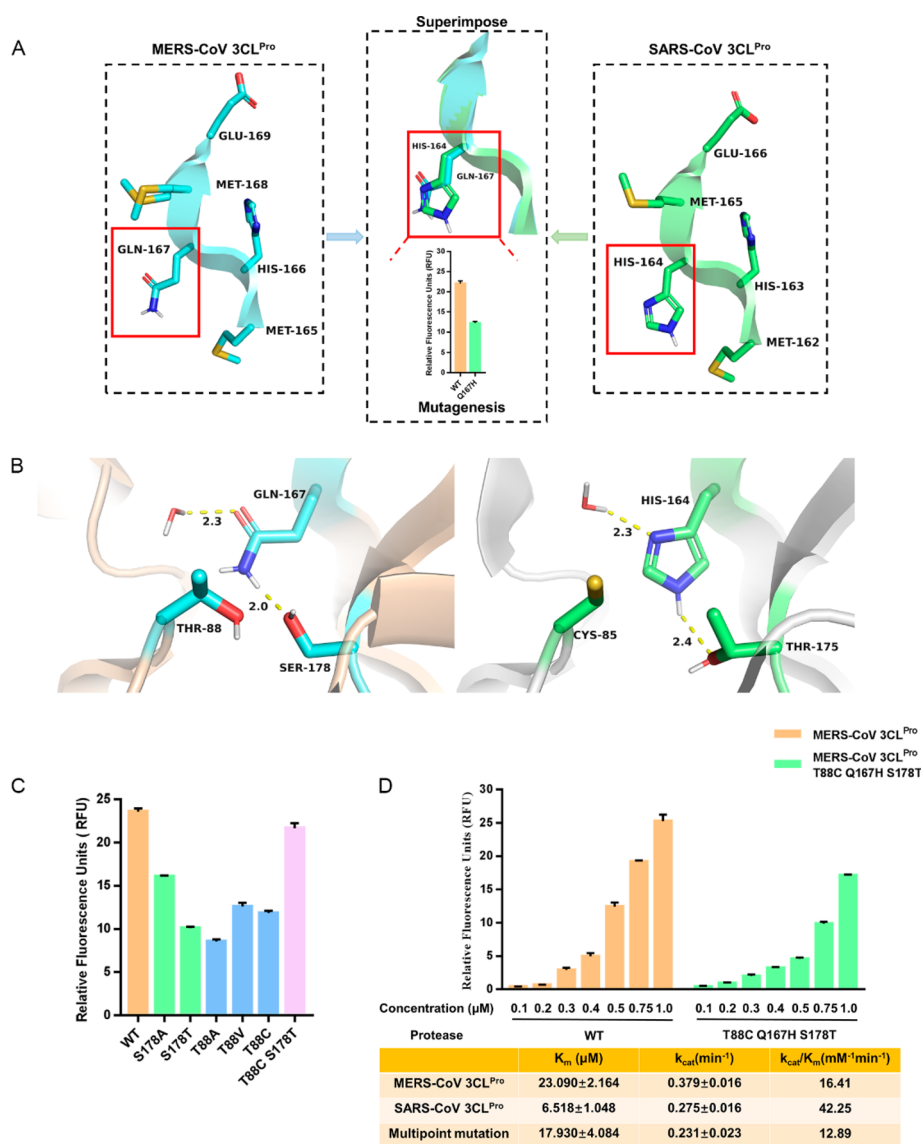 A
MERS-CoV 3CLPro
Superimpose
SARS-CoV 3CLPro
GLU-169
MET-168
GLN-167
HIS-166
MET-165
HIS-164
GLN-167
Relative Fluorescence Units (RFU)
30
25
20
15
10
5
0
WT
Q167H
Mutagenesis
GLU-166
MET-165
HIS-164
HIS-163
MET-162
B
GLN-167
2.3
2.0
THR-88
SER-178
HIS-164
2.3
CYS-85
2.4
THR-175
MERS-CoV 3CLPro
MERS-CoV 3CLPro
T88C Q167H S178T
C
Relative Fluorescence Units ( RFU)
25
20
15
10
5
0
WT
S178A
S178T
T88A
T88V
T88C
T88C S178T
D
Relative Fluorescence Units (RFU)
30
25
20
15
10
5
0
Concentration (μM) 0.1 0.2 0.3 0.4 0.5 0.75 1.0 0.1 0.2 0.3 0.4 0.5 0.75 1.0
Protease WT T88C Q167H S178T
Km (μM) kcat(min-1) kcat/Km(mM-1min-1)
MERS-CoV 3CLPro 23.090±2.164 0.379±0.016 16.41
SARS-CoV 3CLPro 6.518±1.048 0.275±0.016 42.25
Multipoint mutation 17.930±4.084 0.231±0.023 12.89